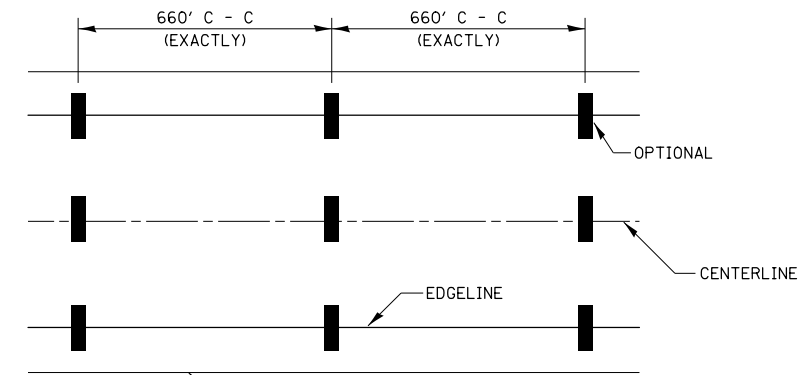 660' C - C
(EXACTLY)
660' C - C
(EXACTLY)
OPTIONAL
CENTERLINE
EDGELINE